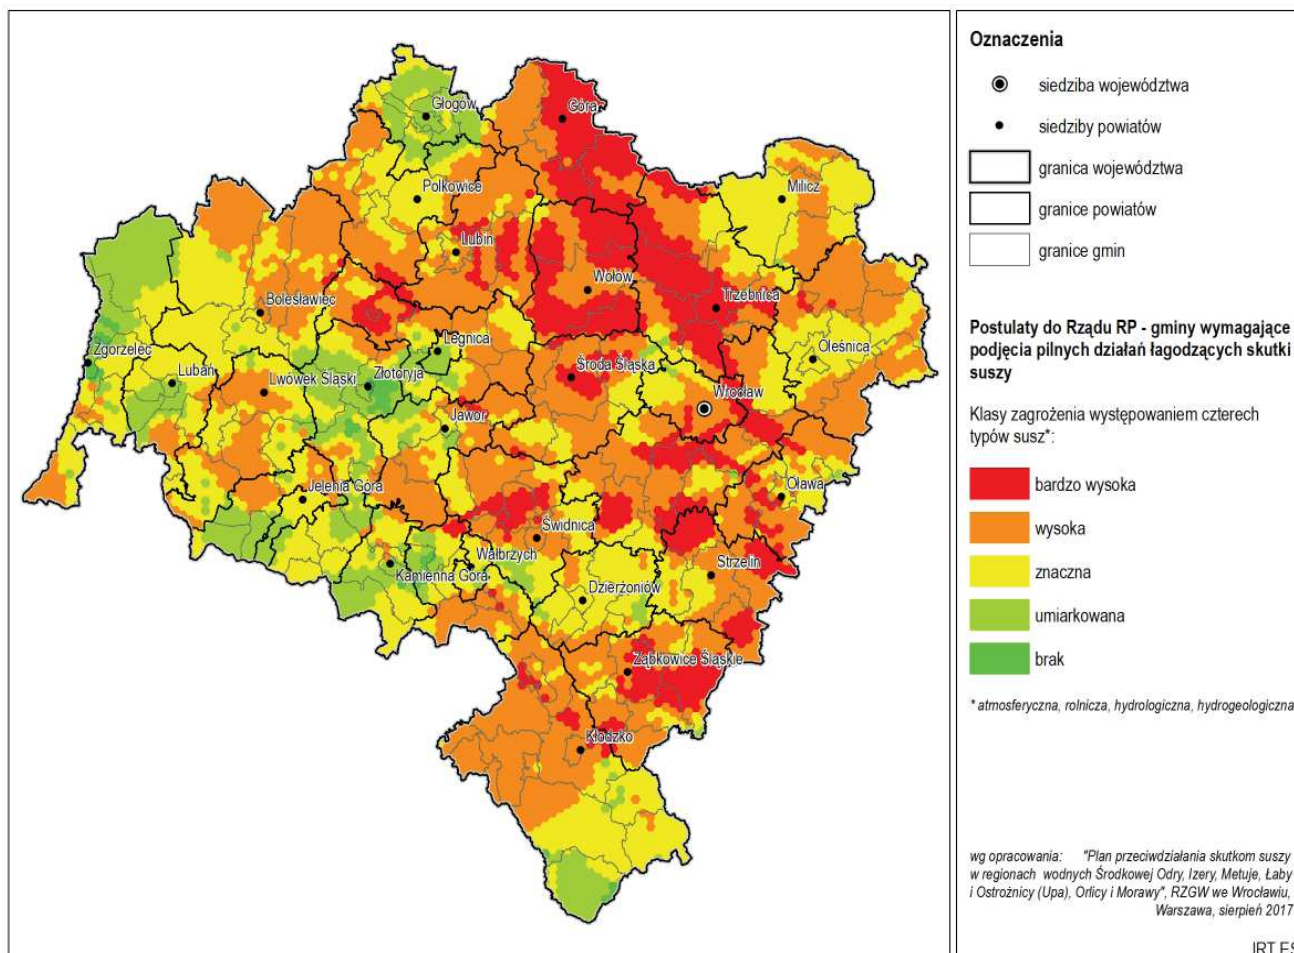 Głogów
Góra
Polkowice
Milicz
Lubin
Wołów
Bolesławiec
Trzebnica
Legnica
Zgorzelec
Oleśnica
Lubań
Lwówek Śląski
Złotoryja
Środa Śląska
Wrocław
Jawor
Jelenia Góra
Oława
Świdnica
Wałbrzych
Kamienna Góra
Strzelin
Dzierżoniów
Ząbkowice Śląskie
Kłodzko
Oznaczenia
siedziba województwa
siedziby powiatów
granica województwa
granice powiatów
granice gmin
Postulaty do Rządu RP - gminy wymagające
podjęcia pilnych działań łagodzących skutki
suszy
Klasy zagrożenia występowaniem czterech
typów susz*:
bardzo wysoka
wysoka
znaczna
umiarkowana
brak
* atmosferyczna, rolnicza, hydrologiczna, hydrogeologiczna
wg opracowania: "Plan przeciwdziałania skutkom suszy
w regionach wodnych Środkowej Odry, Izery, Metuje, Łaby
i Ostrożnicy (Upa), Orlicy i Morawy", RZGW we Wrocławiu,
Warszawa, sierpień 2017
IRT ES